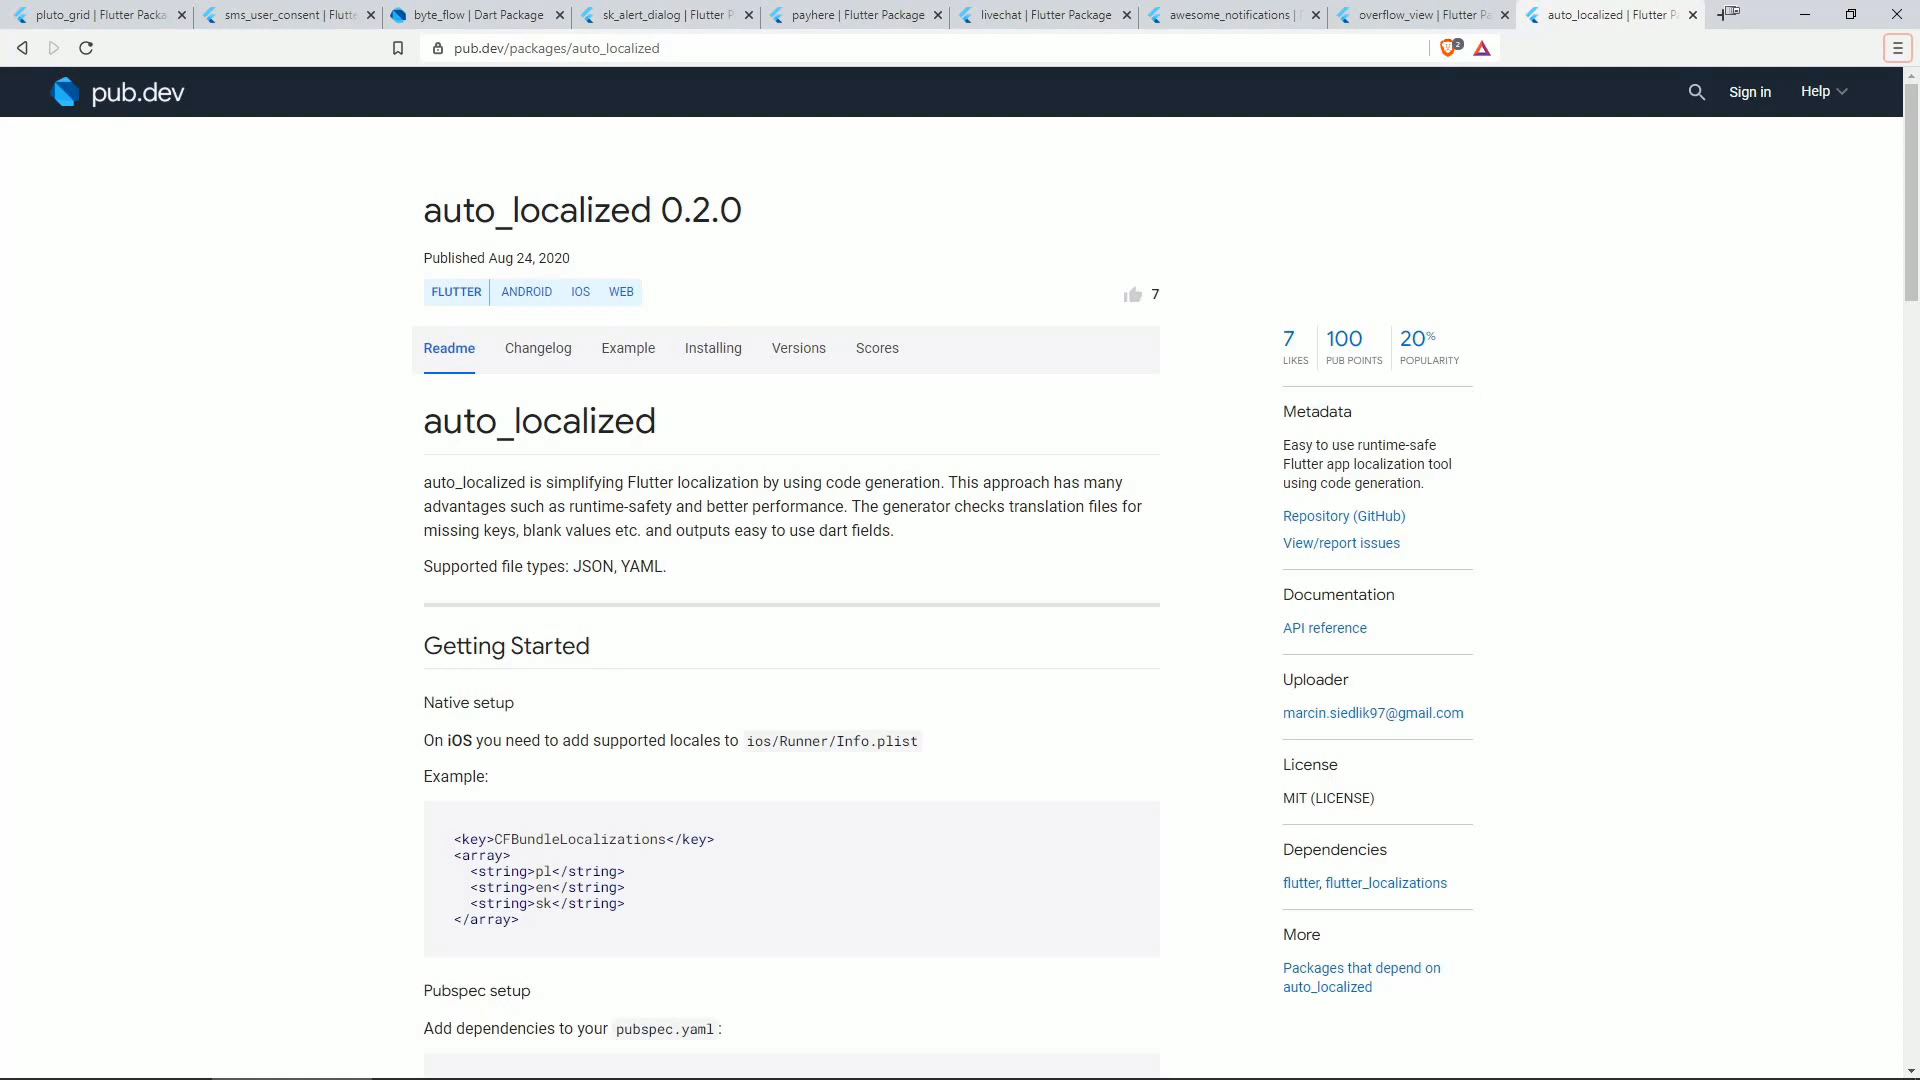 pluto_grid | Flutter Packa
sms_user_consent | Flutte
byte_flow | Dart Package
sk_alert_dialog | Flutter P
payhere | Flutter Package
livechat | Flutter Package
awesome_notifications |
overflow_view | Flutter Pa
auto_localized | Flutter Pa
pub.dev/packages/auto_localized
2
pub.dev
Sign in
Help
auto_localized 0.2.0
Published Aug 24, 2020
FLUTTER ANDROID IOS WEB
7
Readme Changelog Example Installing Versions Scores
auto_localized
auto_localized is simplifying Flutter localization by using code generation. This approach has many
advantages such as runtime-safety and better performance. The generator checks translation files for
missing keys, blank values etc. and outputs easy to use dart fields.
Supported file types: JSON, YAML.
Getting Started
Native setup
On iOS you need to add supported locales to ios/Runner/Info.plist
Example:
<key>CFBundleLocalizations</key>
<array>
<string>pl</string>
<string>en</string>
<string>sk</string>
</array>
Pubspec setup
Add dependencies to your pubspec.yaml:
7 100 20%
LIKES PUB POINTS POPULARITY
Metadata
Easy to use runtime-safe
Flutter app localization tool
using code generation.
Repository (GitHub)
View/report issues
Documentation
API reference
Uploader
marcin.siedlik97@gmail.com
License
MIT (LICENSE)
Dependencies
flutter, flutter_localizations
More
Packages that depend on
auto_localized